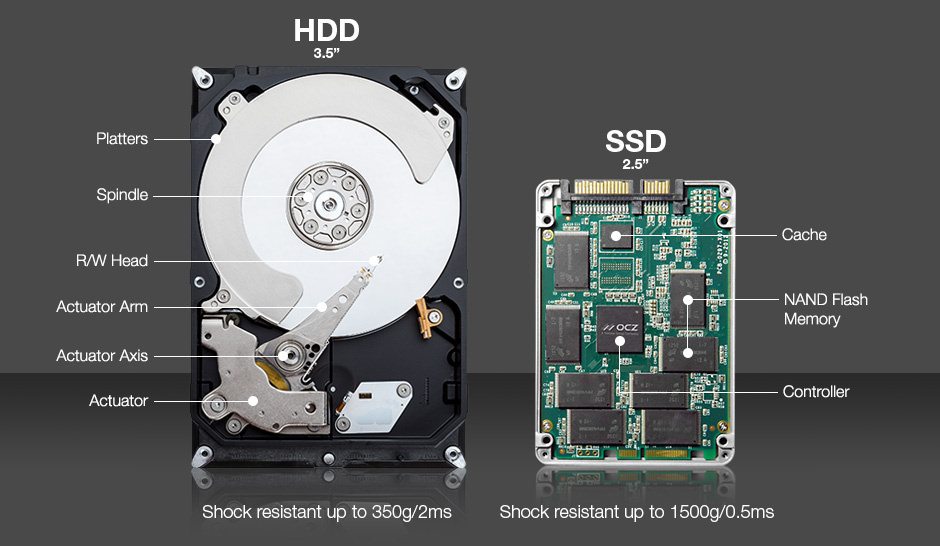 HDD
3.5”
Platters
Spindle
R/W Head
Actuator Arm
Actuator Axis
Actuator
Shock resistant up to 350g/2ms
SSD
2.5”
Cache
NAND Flash
Memory
Controller
OCZ
Shock resistant up to 1500g/0.5ms